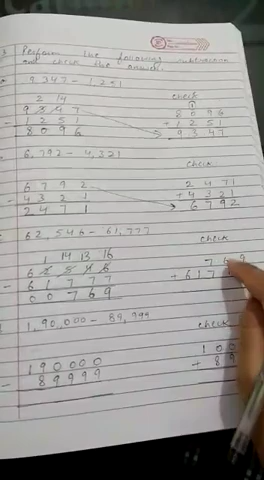 Perform the following subtraction
and check the answer.
9,347 - 1,251
check
2 14
9 3 4 7
- 1 2 5 1
8 0 9 6
1
8 0 9 6
+ 1 2 5 1
9 3 4 7
6,792 - 4,321
check
6 7 9 2
- 4 3 2 1
2 4 7 1
2 4 7 1
+ 4 3 2 1
6 7 9 2
62,546 - 61,777
check
1 14 13 16
6 2 5 4 6
- 6 1 7 7 7
0 0 7 6 9
7 6 9
+ 6 1 7
1,90,000 - 89,999
check
1 9 0 0 0 0
- 8 9 9 9 9
1 0 0
+ 8 9